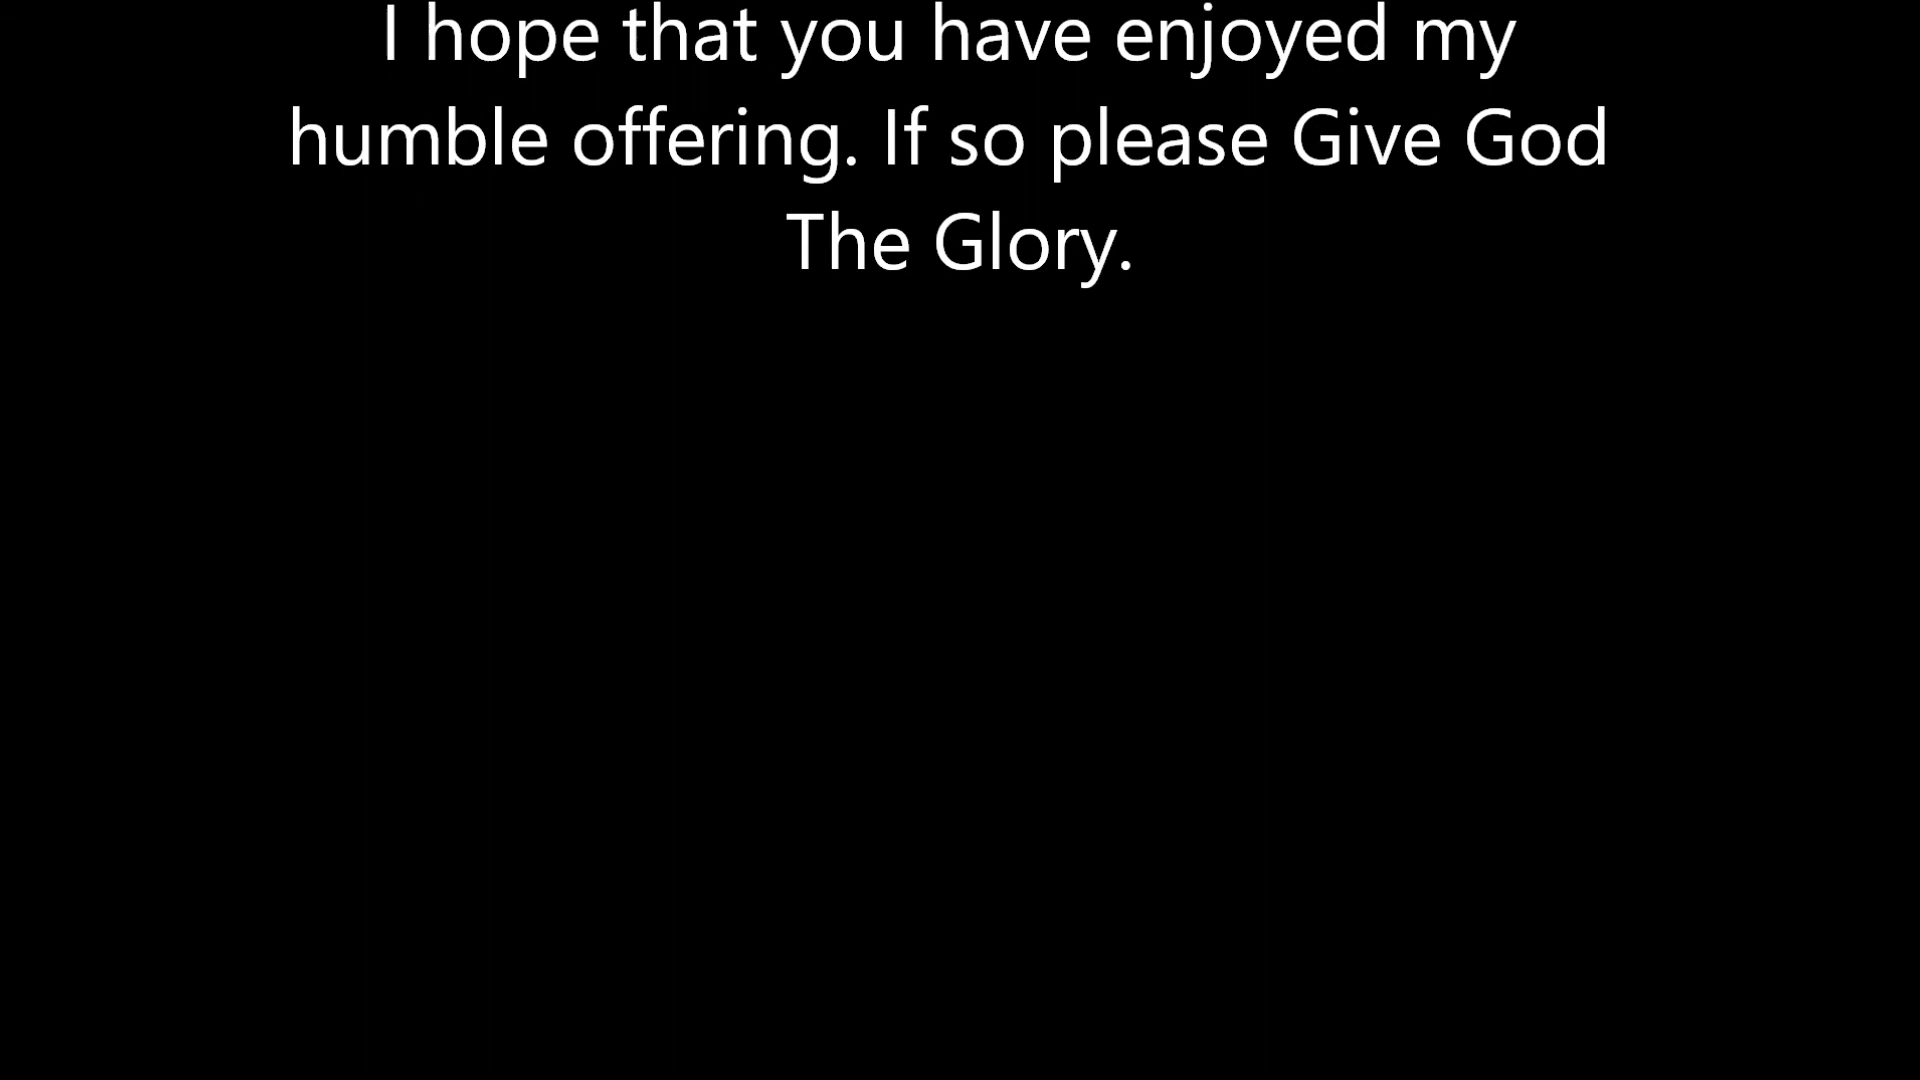 I hope that you have enjoyed my
humble offering. If so please Give God
The Glory.